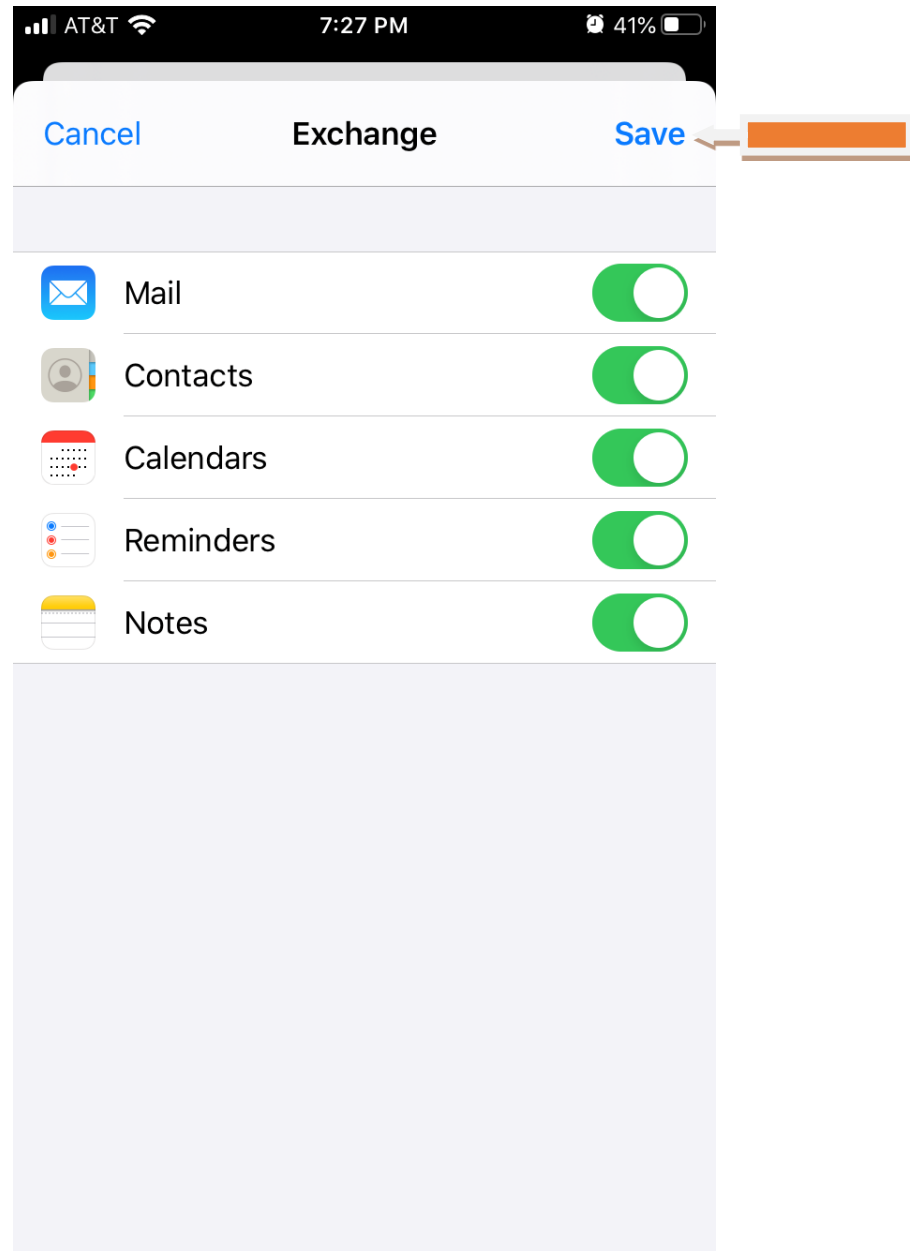 AT&T 7:27 PM 41%
Cancel Exchange Save
Mail
Contacts
Calendars
Reminders
Notes